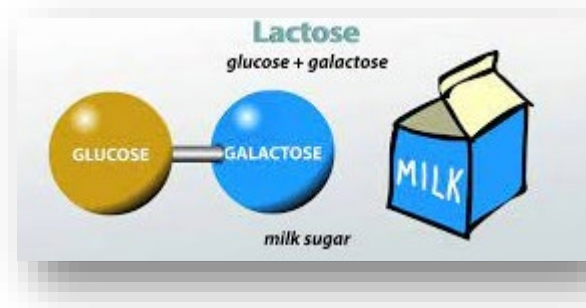 Lactose
glucose + galactose
GLUCOSE
GALACTOSE
MILK
milk sugar